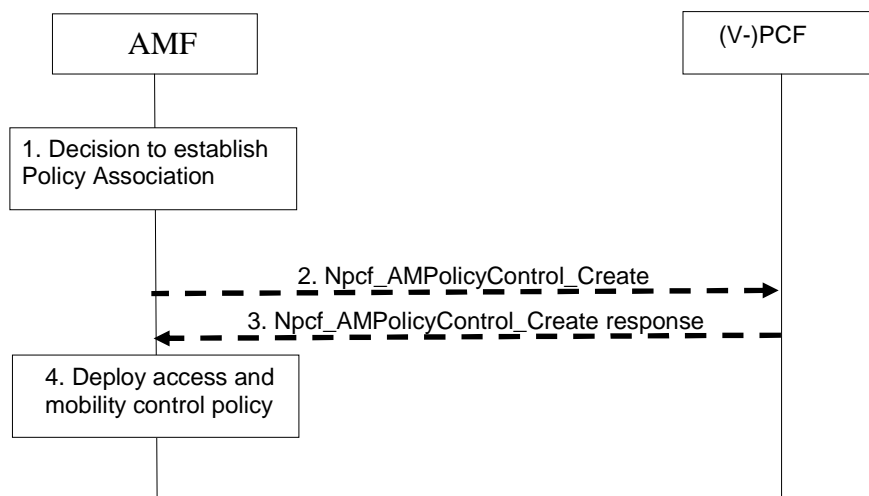 AMF
(V-)PCF
1. Decision to establish
Policy Association
2. Npcf_AMPolicyControl_Create
3. Npcf_AMPolicyControl_Create response
4. Deploy access and
mobility control policy